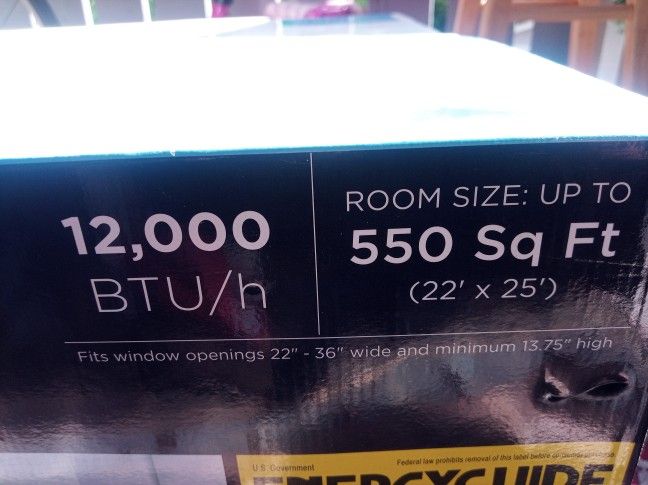 12,000
BTU/h
ROOM SIZE: UP TO
550 Sq Ft
(22' x 25')
Fits window openings 22" - 36" wide and minimum 13.75" high
U.S. Government
Federal law prohibits removal of this label before consumer purchase.
ENERGYGUIDE